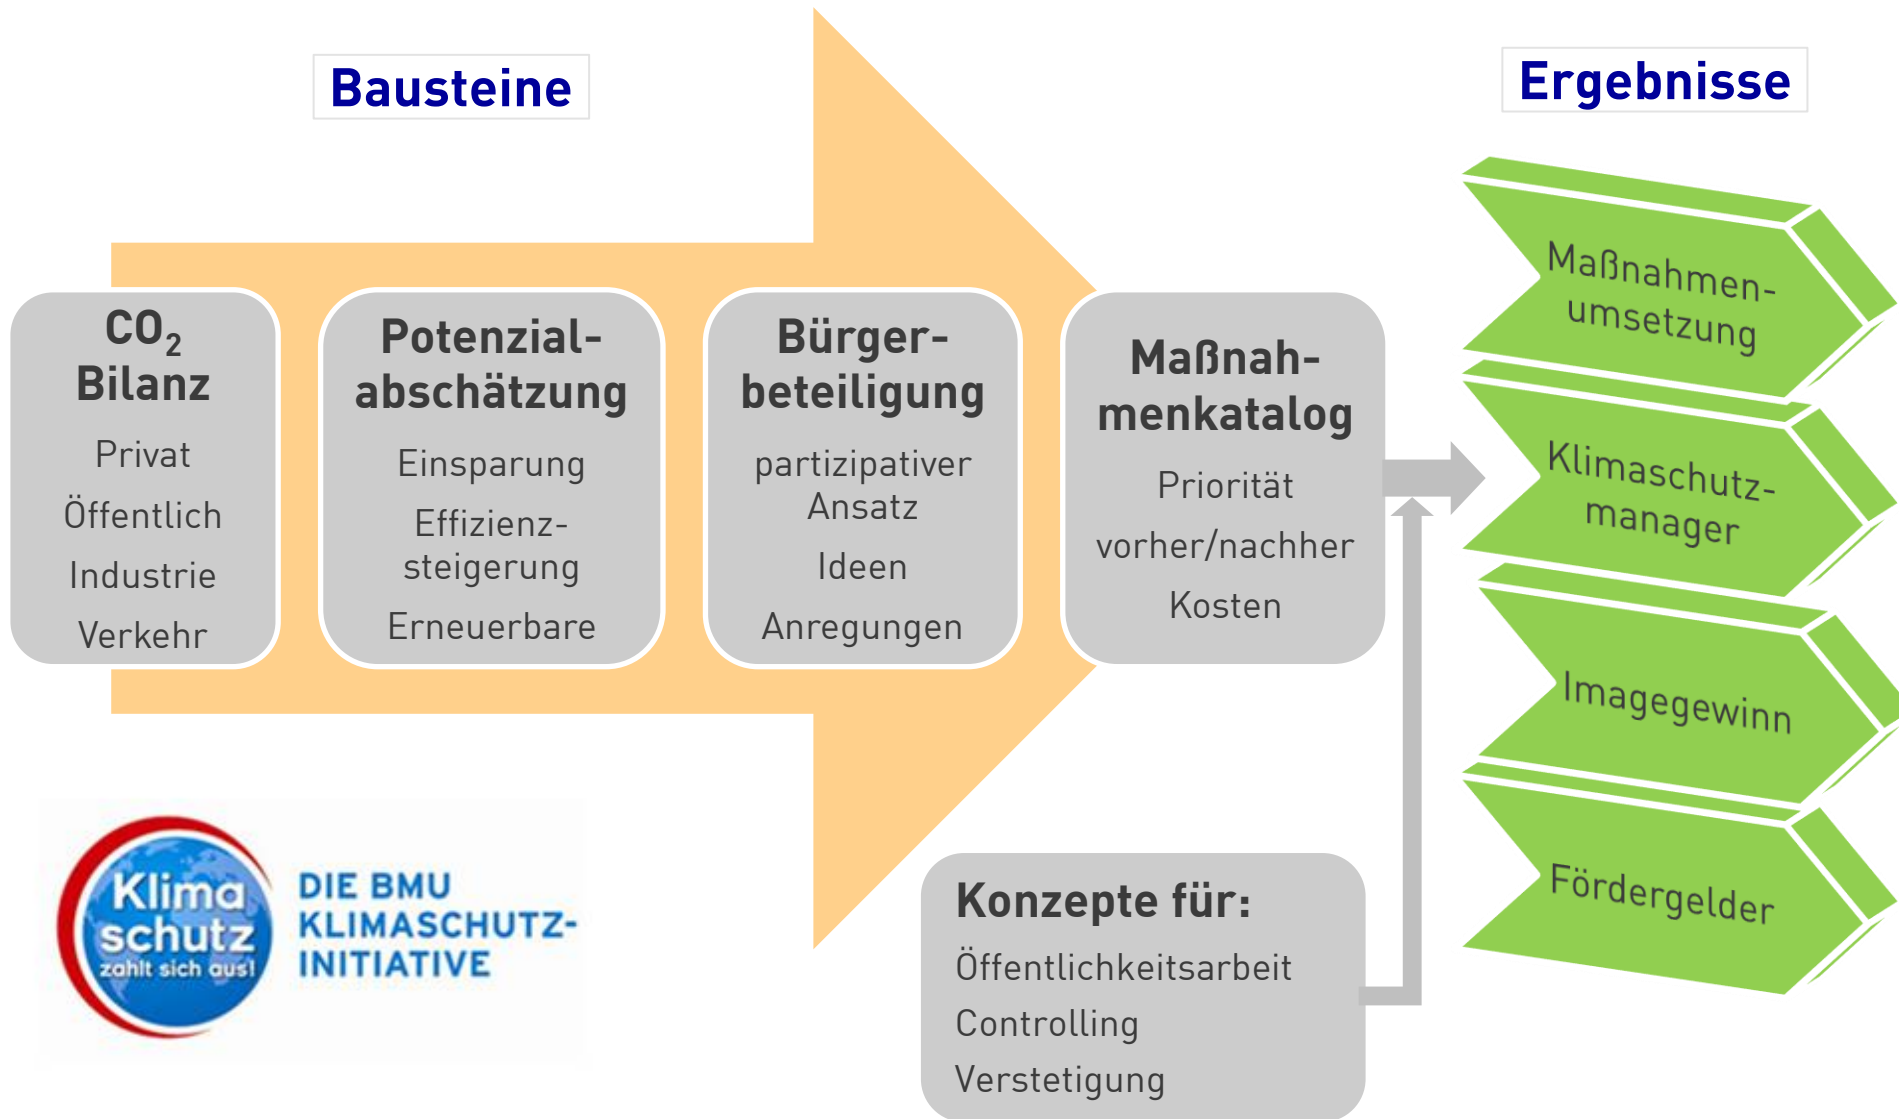 Bausteine
Ergebnisse
CO₂
Bilanz
Privat
Öffentlich
Industrie
Verkehr
Potenzial-
abschätzung
Einsparung
Effizienz-
steigerung
Erneuerbare
Bürger-
beteiligung
partizipativer
Ansatz
Ideen
Anregungen
Maßnah-
menkatalog
Priorität
vorher/nachher
Kosten
Maßnahmen-
umsetzung
Klimaschutz-
manager
Imagegewinn
Fördergelder
Konzepte für:
Öffentlichkeitsarbeit
Controlling
Verstetigung
Klima
schutz
zahlt sich aus!
DIE BMU
KLIMASCHUTZ-
INITIATIVE